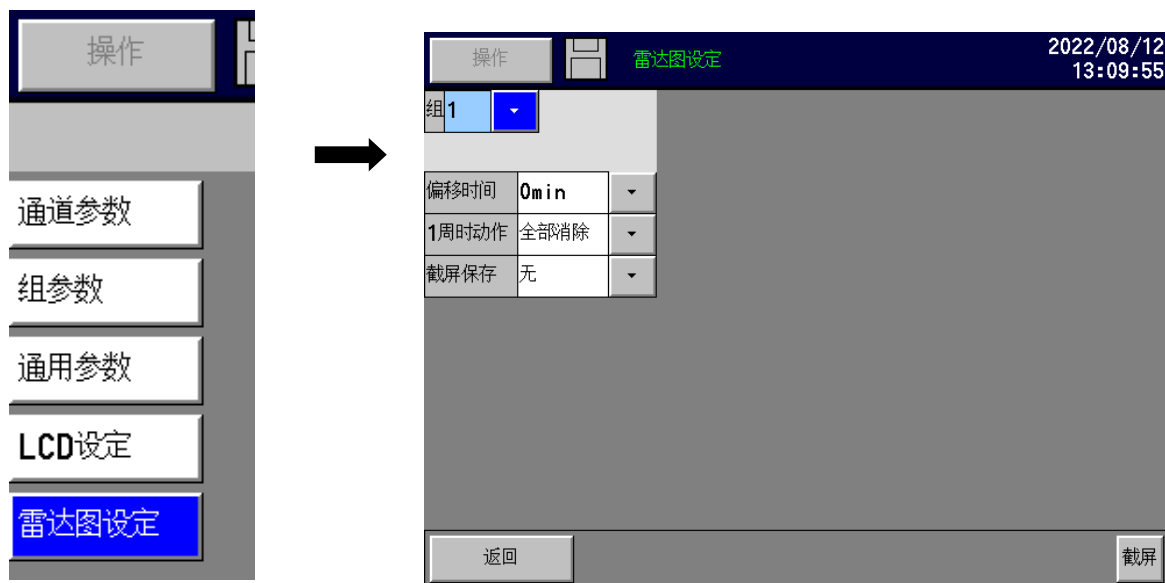 操作
通道参数
组参数
通用参数
LCD设定
雷达图设定
操作 雷达图设定 2022/08/12
13:09:55
组 1
偏移时间 0min
1周时动作 全部消除
截屏保存 无
返回 截屏